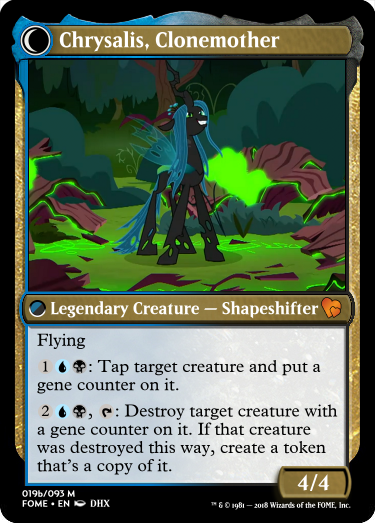 Chrysalis, Clonemother
Legendary Creature — Shapeshifter
Flying
1: Tap target creature and put a
gene counter on it.
2, : Destroy target creature with
a gene counter on it. If that creature
was destroyed this way, create a token
that's a copy of it.
4/4
019b/093 M
FOME • EN DHX
™ & © 1981 — 2018 Wizards of the FOME, Inc.